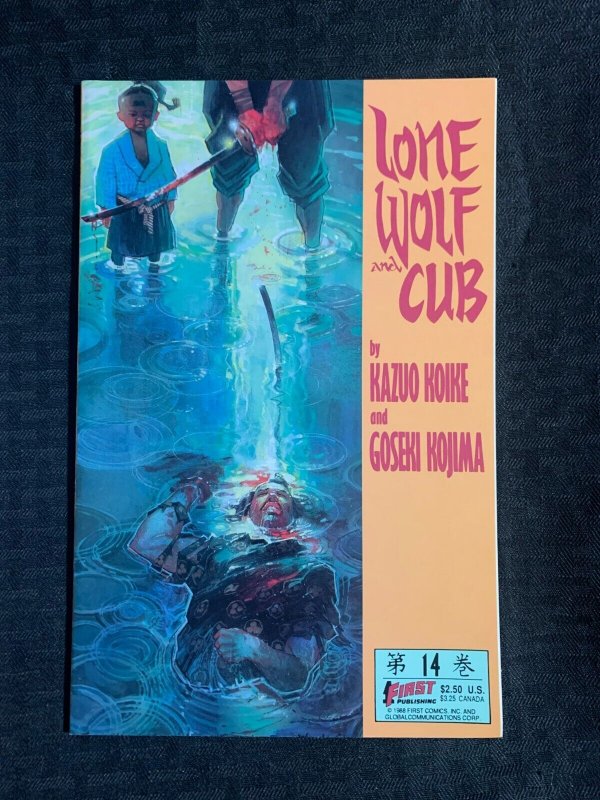 LONE
WOLF
and
CUB
by
KAZUO KOIKE
and
GOSEKI KOJIMA
第 14 巻
FIRST
PUBLISHING
$2.50 U.S.
$3.25 CANADA
© 1988 FIRST COMICS, INC. AND
GLOBAL COMMUNICATIONS CORP.